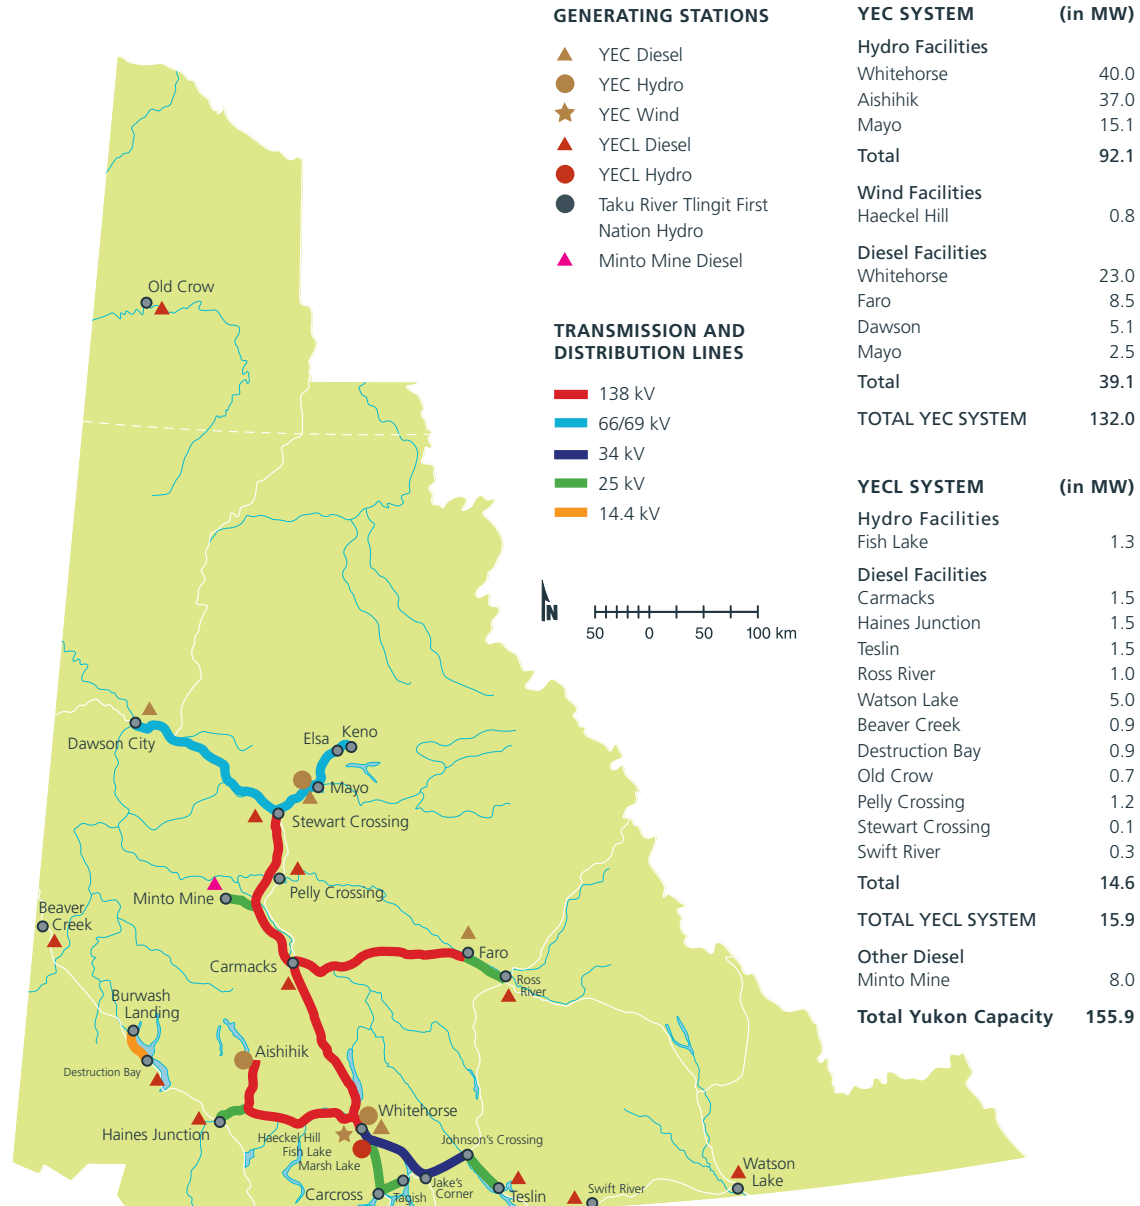 GENERATING STATIONS
YEC Diesel
YEC Hydro
YEC Wind
YECL Diesel
YECL Hydro
Taku River Tlingit First
Nation Hydro
Minto Mine Diesel
TRANSMISSION AND
DISTRIBUTION LINES
138 kV
66/69 kV
34 kV
25 kV
14.4 kV
N
50 0 50 100 km
YEC SYSTEM (in MW)
Hydro Facilities
Whitehorse 40.0
Aishihik 37.0
Mayo 15.1
Total 92.1
Wind Facilities
Haeckel Hill 0.8
Diesel Facilities
Whitehorse 23.0
Faro 8.5
Dawson 5.1
Mayo 2.5
Total 39.1
TOTAL YEC SYSTEM 132.0
YECL SYSTEM (in MW)
Hydro Facilities
Fish Lake 1.3
Diesel Facilities
Carmacks 1.5
Haines Junction 1.5
Teslin 1.5
Ross River 1.0
Watson Lake 5.0
Beaver Creek 0.9
Destruction Bay 0.9
Old Crow 0.7
Pelly Crossing 1.2
Stewart Crossing 0.1
Swift River 0.3
Total 14.6
TOTAL YECL SYSTEM 15.9
Other Diesel
Minto Mine 8.0
Total Yukon Capacity 155.9
Old Crow
Dawson City
Elsa
Keno
Mayo
Stewart Crossing
Pelly Crossing
Minto Mine
Beaver
Creek
Carmacks
Faro
Ross
River
Burwash
Landing
Destruction Bay
Aishihik
Haines Junction
Whitehorse
Haeckel Hill
Fish Lake
Marsh Lake
Johnson's Crossing
Carcross
Tagish
Jake's
Corner
Teslin
Swift River
Watson
Lake